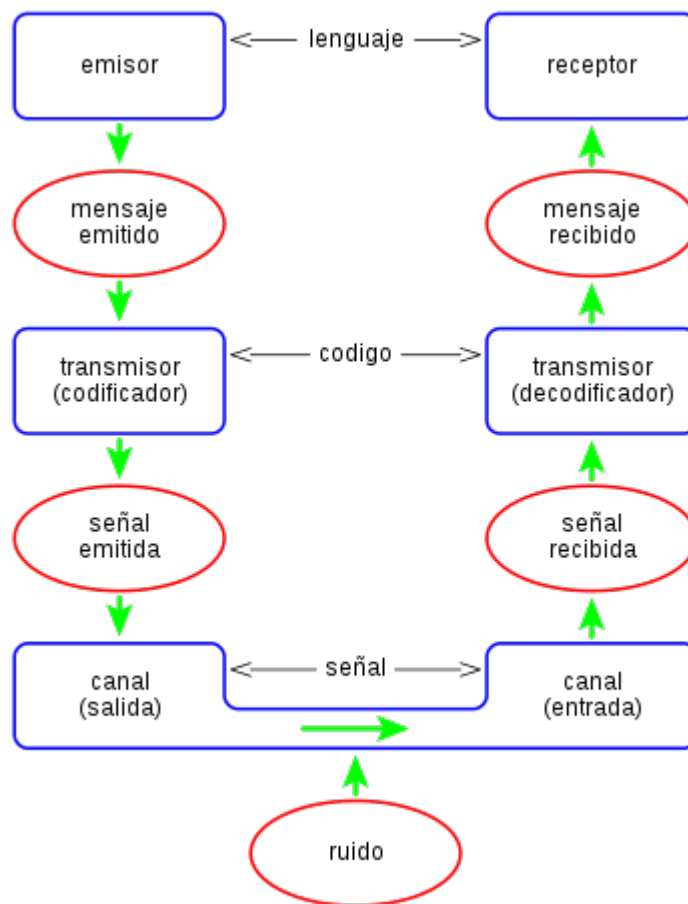 emisor
lenguaje
receptor
mensaje
emitido
mensaje
recibido
transmisor
(codificador)
codigo
transmisor
(decodificador)
señal
emitida
señal
recibida
canal
(salida)
señal
canal
(entrada)
ruido